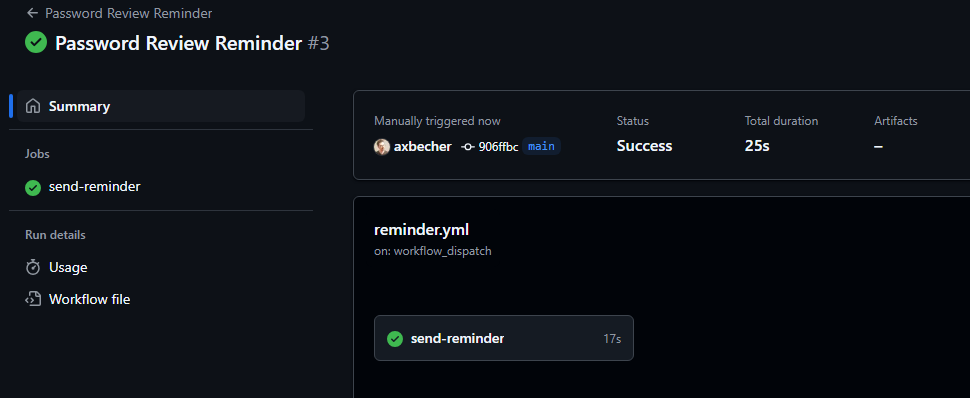 Password Review Reminder
Password Review Reminder #3
Summary
Jobs
send-reminder
Run details
Usage
Workflow file
Manually triggered now
axbecher 906ffbc main
Status
Success
Total duration
25s
Artifacts
–
reminder.yml
on: workflow_dispatch
send-reminder 17s